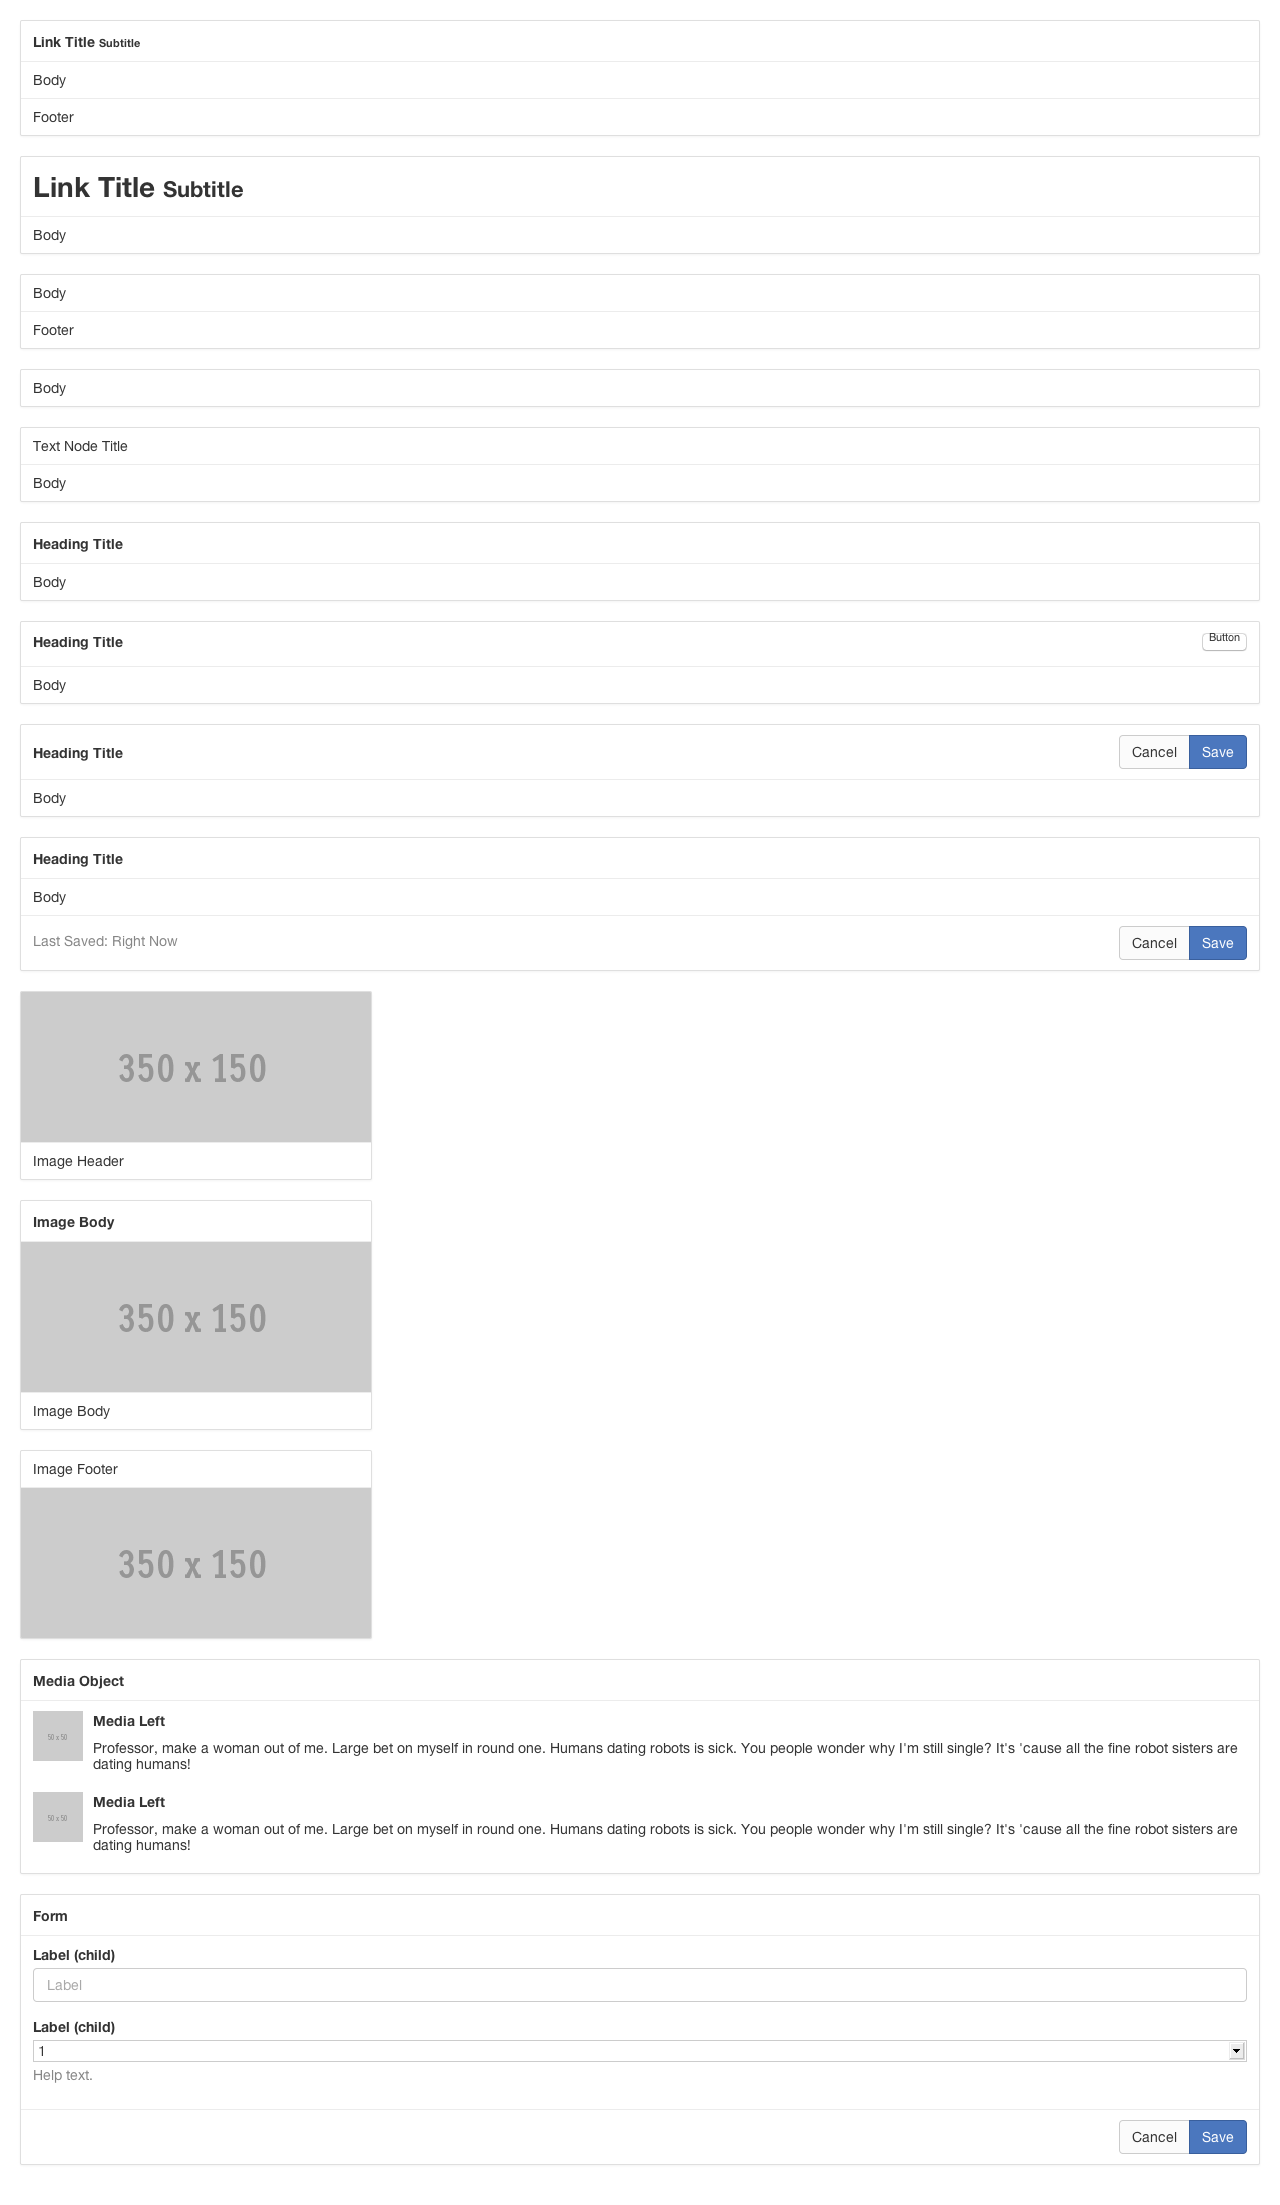 Link Title Subtitle
Body
Footer
Link Title Subtitle
Body
Body
Footer
Body
Text Node Title
Body
Heading Title
Body
Heading Title Button
Body
Heading Title Cancel Save
Body
Heading Title
Body
Last Saved: Right Now Cancel Save
350 x 150
Image Header
Image Body
350 x 150
Image Body
Image Footer
350 x 150
Media Object
50 x 50 Media Left
Professor, make a woman out of me. Large bet on myself in round one. Humans dating robots is sick. You people wonder why I'm still single? It's 'cause all the fine robot sisters are
dating humans!
50 x 50 Media Left
Professor, make a woman out of me. Large bet on myself in round one. Humans dating robots is sick. You people wonder why I'm still single? It's 'cause all the fine robot sisters are
dating humans!
Form
Label (child)
Label
Label (child)
1
Help text.
Cancel Save